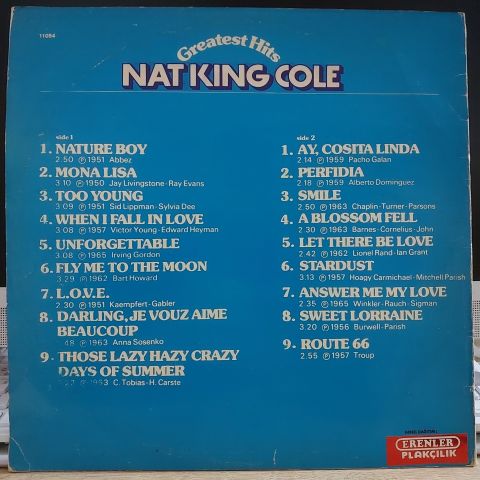 11084
Greatest Hits
NAT KING COLE
side 1
1. NATURE BOY
2.50 ℗ 1951 Abbez
2. MONA LISA
3.10 ℗ 1950 Jay Livingstone-Ray Evans
3. TOO YOUNG
3.09 ℗ 1951 Sid Lippman-Sylvia Dee
4. WHEN I FALL IN LOVE
3.08 ℗ 1957 Victor Young-Edward Heyman
5. UNFORGETTABLE
3.08 ℗ 1965 Irving Gordon
6. FLY ME TO THE MOON
3.29 ℗ 1962 Bart Howard
7. L.O.V.E.
2.30 ℗ 1951 Kaempfert-Gabler
8. DARLING, JE VOUZ AIME
BEAUCOUP
48 ℗ 1963 Anna Sosenko
9. THOSE LAZY HAZY CRAZY
DAYS OF SUMMER
C. Tobias-H. Carste
side 2
1. AY, COSITA LINDA
2.14 ℗ 1959 Pacho Galan
2. PERFIDIA
2.18 ℗ 1959 Alberto Dominguez
3. SMILE
2.50 ℗ 1963 Chaplin-Turner-Parsons
4. A BLOSSOM FELL
2.30 ℗ 1963 Barnes-Cornelius-John
5. LET THERE BE LOVE
2.42 ℗ 1962 Lionel Rand-Ian Grant
6. STARDUST
3.13 ℗ 1957 Hoagy Carmichael-Mitchell Parish
7. ANSWER ME MY LOVE
2.35 ℗ 1965 Winkler-Rauch-Sigman
8. SWEET LORRAINE
3.20 ℗ 1956 Burwell-Parish
9. ROUTE 66
2.55 ℗ 1957 Troup
ERENLER
PLAKÇILIK